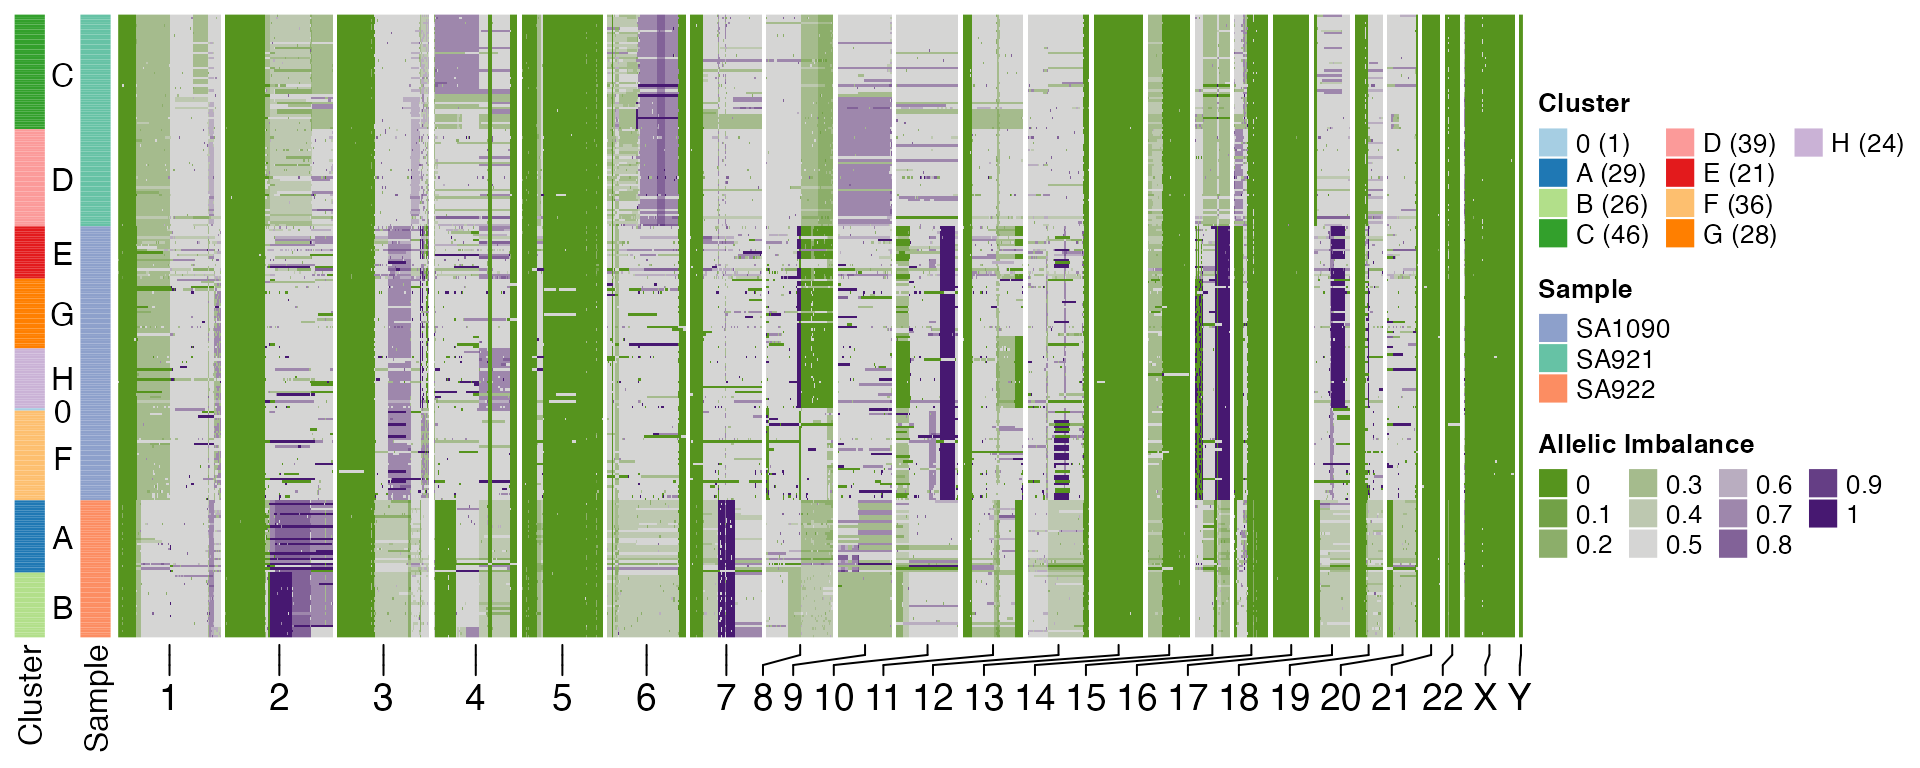 C
D
E
G
H
0
F
A
B
Cluster
Sample
1 2 3 4 5 6 7 8 9 10 11 12 13 14 15 16 17 18 19 20 21 22 X Y
Cluster
0 (1) D (39) H (24)
A (29) E (21)
B (26) F (36)
C (46) G (28)
Sample
SA1090
SA921
SA922
Allelic Imbalance
0 0.3 0.6 0.9
0.1 0.4 0.7 1
0.2 0.5 0.8